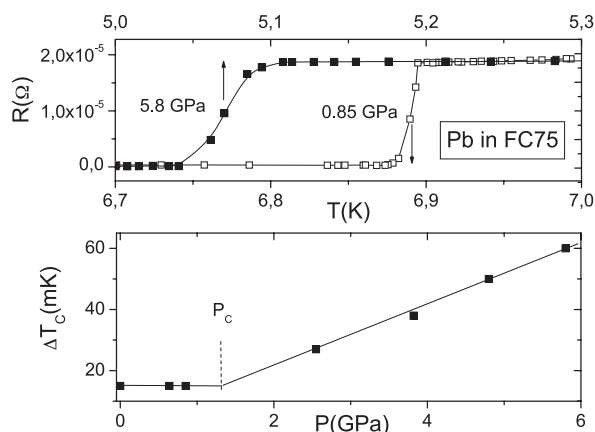 5,0 5,1 5,2 5,3
2,0x10⁻⁵
1,0x10⁻⁵
0,0
R(Ω)
5.8 GPa
0.85 GPa
Pb in FC75
6,7 6,8 6,9 7,0
T(K)
60
40
20
ΔT_C(mK)
P_C
0 2 4 6
P(GPa)